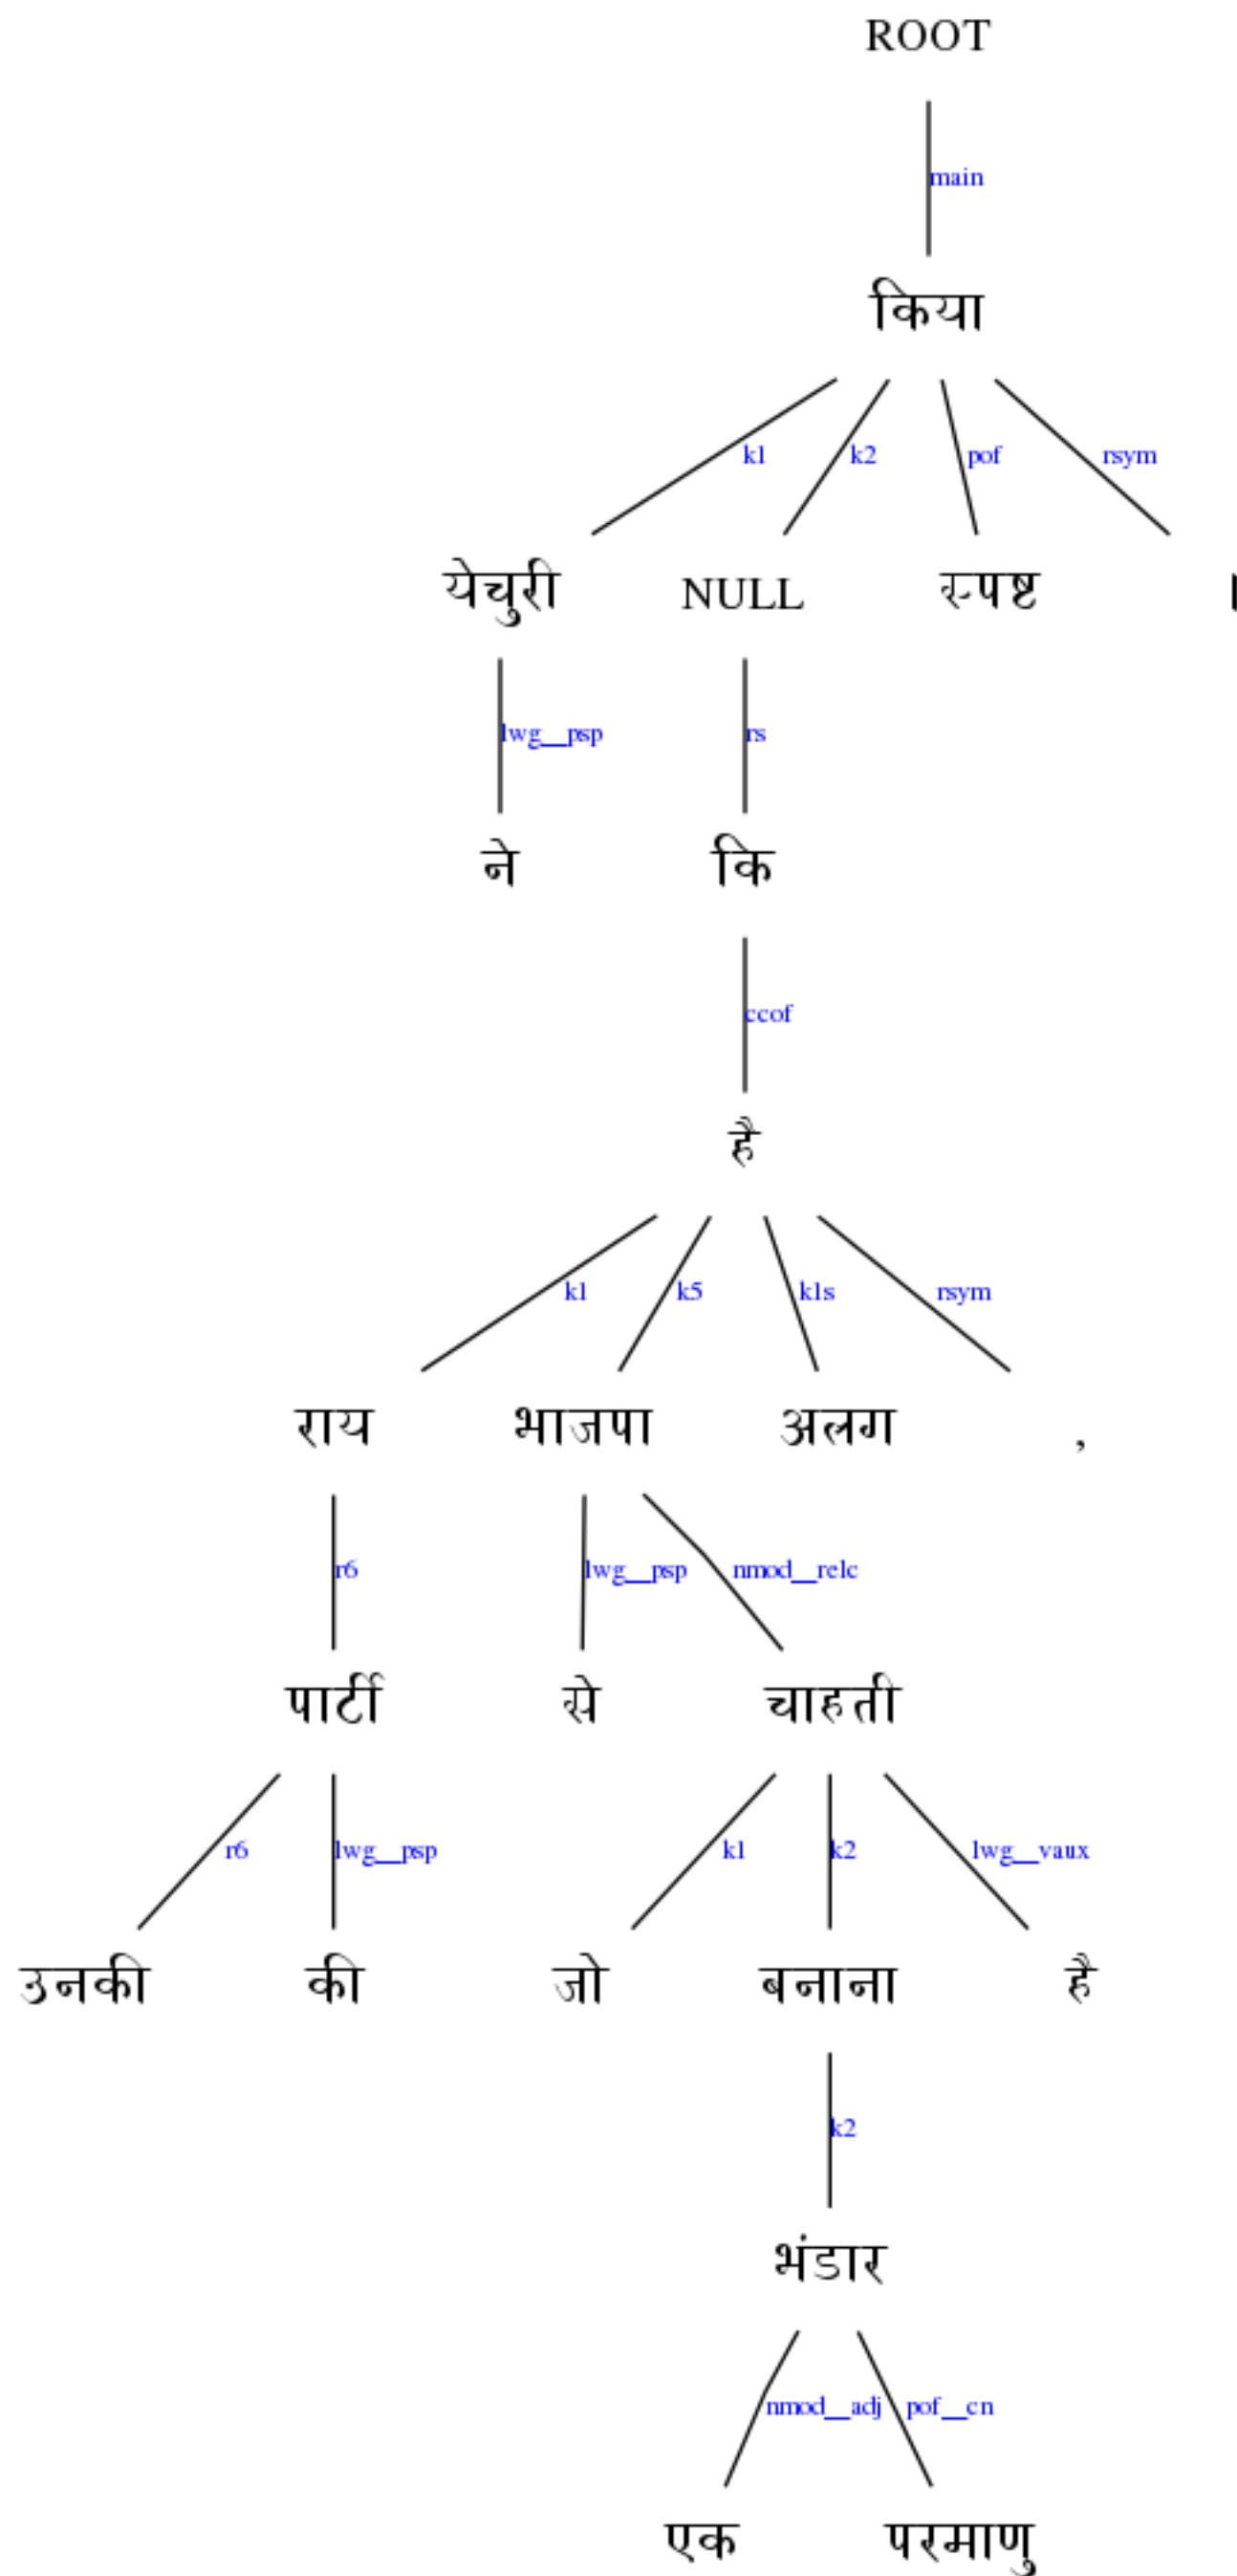 ROOT
main
किया
k1 k2 pof rsym
येचुरी NULL स्पष्ट ।
lwg__psp rs
ने कि
ccof
है
k1 k5 k1s rsym
राय भाजपा अलग ,
r6 lwg__psp nmod__relc
पार्टी से चाहती
r6 lwg__psp k1 k2 lwg__vaux
उनकी की जो बनाना है
k2
भंडार
nmod__adj pof__cn
एक परमाणु